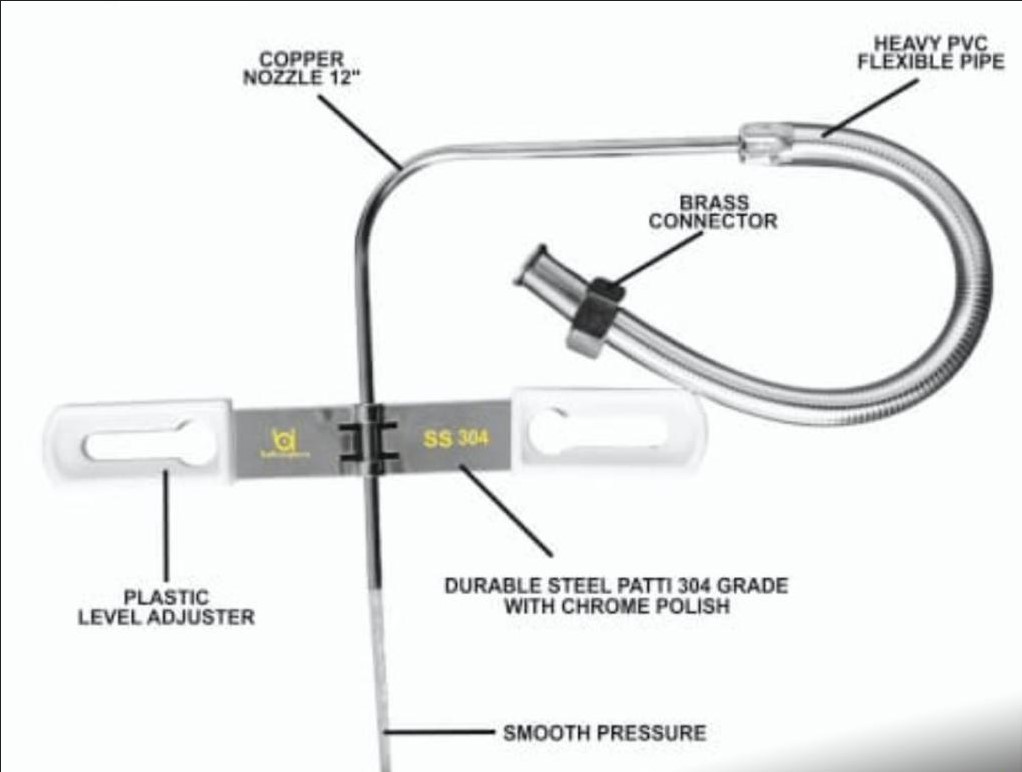 COPPER
NOZZLE 12"
HEAVY PVC
FLEXIBLE PIPE
BRASS
CONNECTOR
SS 304
PLASTIC
LEVEL ADJUSTER
DURABLE STEEL PATTI 304 GRADE
WITH CHROME POLISH
SMOOTH PRESSURE